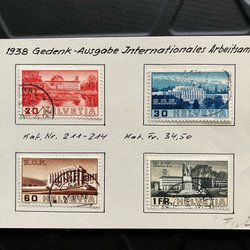 1938 Gedenk-Ausgabe Internationales Arbeitsam
20 HELVETIA
S.D.N.
30 HELVETIA
Kat. Nr. 211-214
Kat. Fr. 34,50
S.D.N.
60 HELVETIA
B.I.T.
1FR. HELVETIA